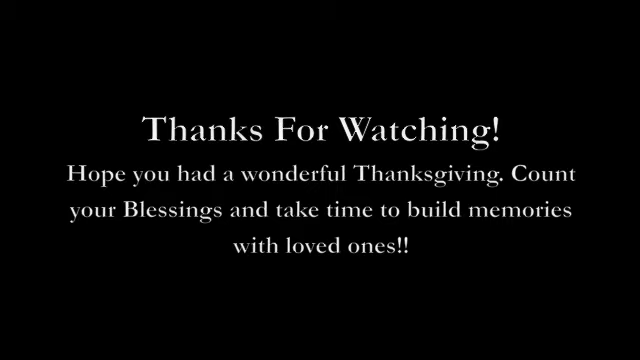 Thanks For Watching!
Hope you had a wonderful Thanksgiving. Count
your Blessings and take time to build memories
with loved ones!!